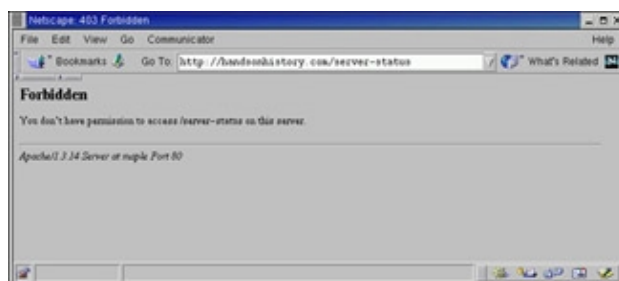 Netscape: 403 Forbidden
File Edit View Go Communicator Help
Bookmarks Go To: http://handsonhistory.com/server-status What's Related
Forbidden
You don't have permission to access /server-status on this server.
Apache/1.3.14 Server at maple Port 80